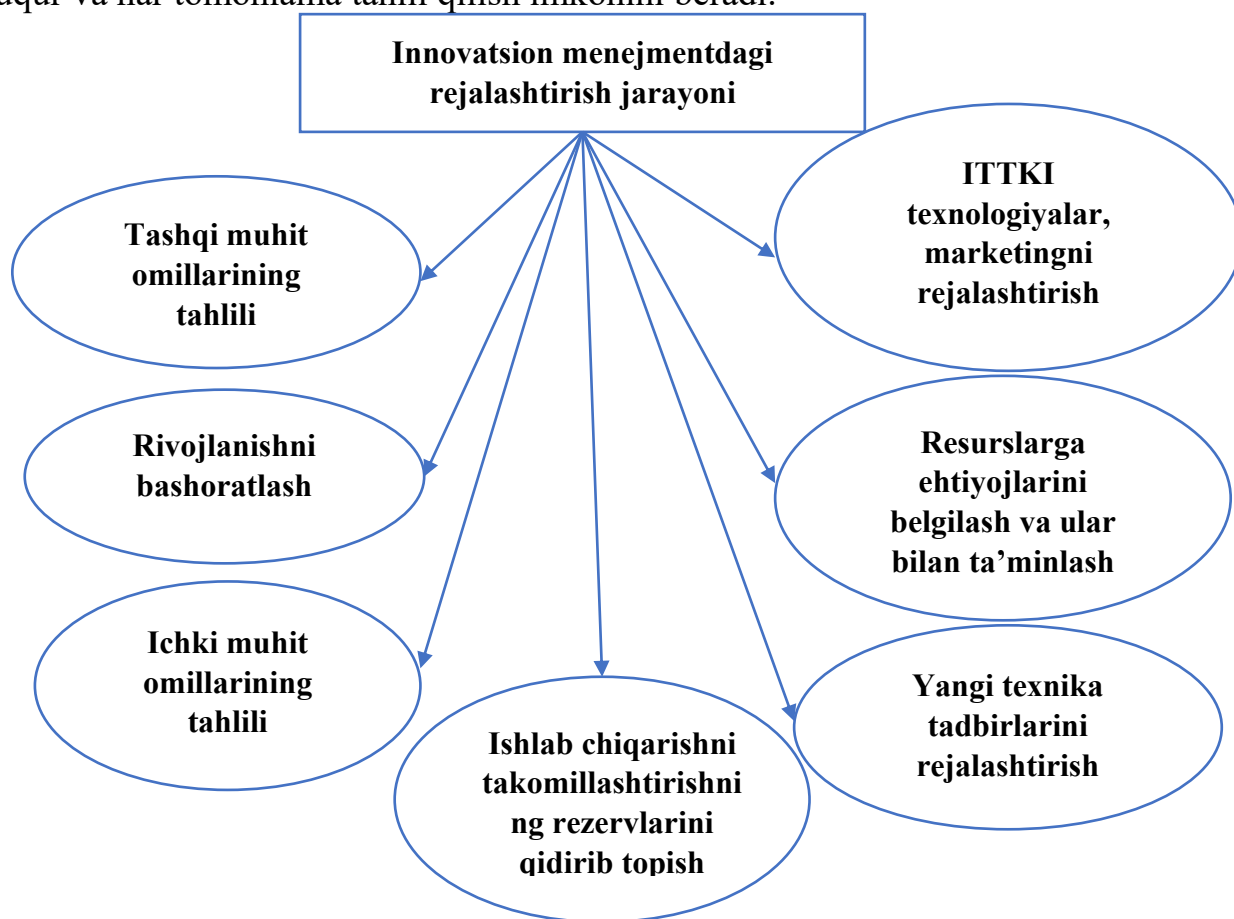 Innovatsion menejmentdagi
rejalashtirish jarayoni
ITTKI
texnologiyalar,
marketingni
rejalashtirish
Tashqi muhit
omillarining
tahlili
Rivojlanishni
bashoratlash
Resurslarga
ehtiyojlarini
belgilash va ular
bilan ta’minlash
Ichki muhit
omillarining
tahlili
Yangi texnika
tadbirlarini
rejalashtirish
Ishlab chiqarishni
takomillashtirishni
ng rezervlarini
qidirib topish